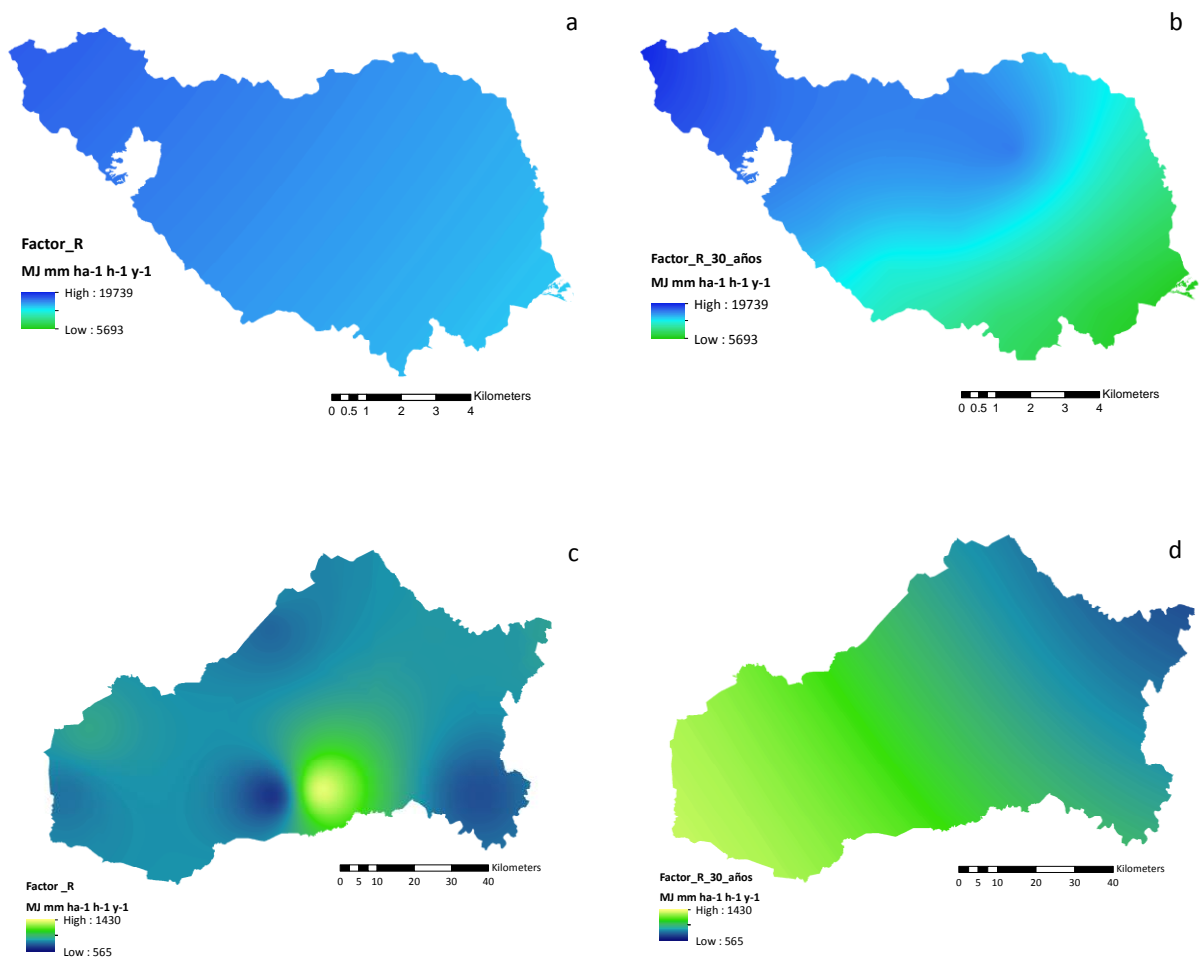 a
Factor_R
MJ mm ha-1 h-1 y-1
High : 19739
Low : 5693
Kilometers
0 0.5 1 2 3 4
b
Factor_R_30_años
MJ mm ha-1 h-1 y-1
High : 19739
Low : 5693
Kilometers
0 0.5 1 2 3 4
c
Factor _R
MJ mm ha-1 h-1 y-1
High : 1430
Low : 565
Kilometers
0 5 10 20 30 40
d
Factor_R_30_años
MJ mm ha-1 h-1 y-1
High : 1430
Low : 565
Kilometers
0 5 10 20 30 40